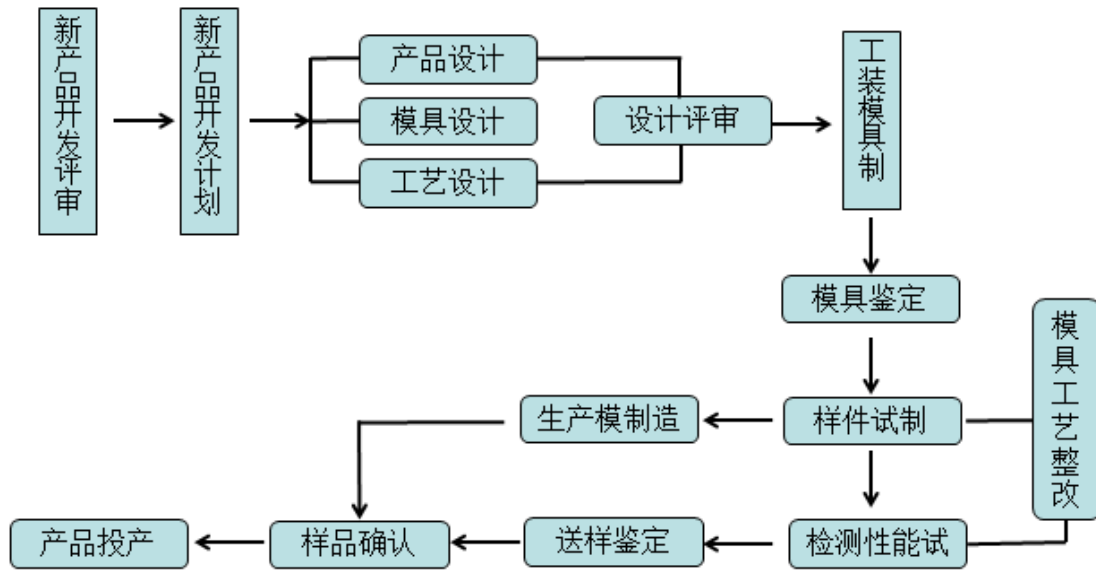 新产品开发评审
新产品开发计划
产品设计
模具设计
工艺设计
设计评审
工装模具制
模具鉴定
模具工艺整改
生产模制造
样件试制
产品投产
样品确认
送样鉴定
检测性能试